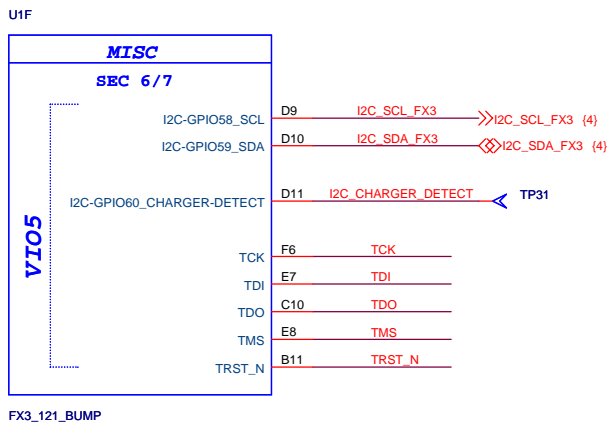 U1F
MISC
SEC 6/7
VIO5
I2C-GPIO58_SCL D9 I2C_SCL_FX3 I2C_SCL_FX3 {4}
I2C-GPIO59_SDA D10 I2C_SDA_FX3 I2C_SDA_FX3 {4}
I2C-GPIO60_CHARGER-DETECT D11 I2C_CHARGER_DETECT TP31
TCK F6 TCK
TDI E7 TDI
TDO C10 TDO
TMS E8 TMS
TRST_N B11 TRST_N
FX3_121_BUMP